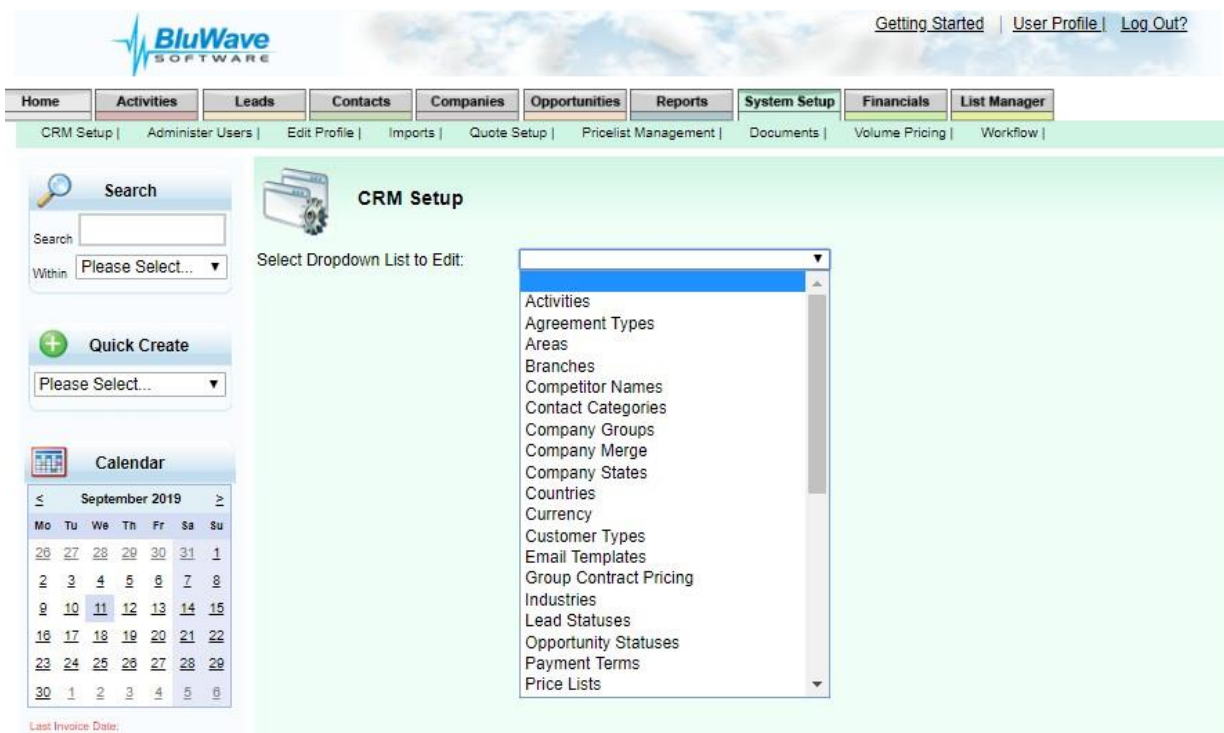 BluWave
SOFTWARE
Getting Started | User Profile | Log Out?
Home Activities Leads Contacts Companies Opportunities Reports System Setup Financials List Manager
CRM Setup | Administer Users | Edit Profile | Imports | Quote Setup | Pricelist Management | Documents | Volume Pricing | Workflow |
Search
Search
Within Please Select...
Quick Create
Please Select...
Calendar
< September 2019 >
Mo Tu We Th Fr Sa Su
26 27 28 29 30 31 1
2 3 4 5 6 7 8
9 10 11 12 13 14 15
16 17 18 19 20 21 22
23 24 25 26 27 28 29
30 1 2 3 4 5 6
Last Invoice Date:
CRM Setup
Select Dropdown List to Edit:
Activities
Agreement Types
Areas
Branches
Competitor Names
Contact Categories
Company Groups
Company Merge
Company States
Countries
Currency
Customer Types
Email Templates
Group Contract Pricing
Industries
Lead Statuses
Opportunity Statuses
Payment Terms
Price Lists